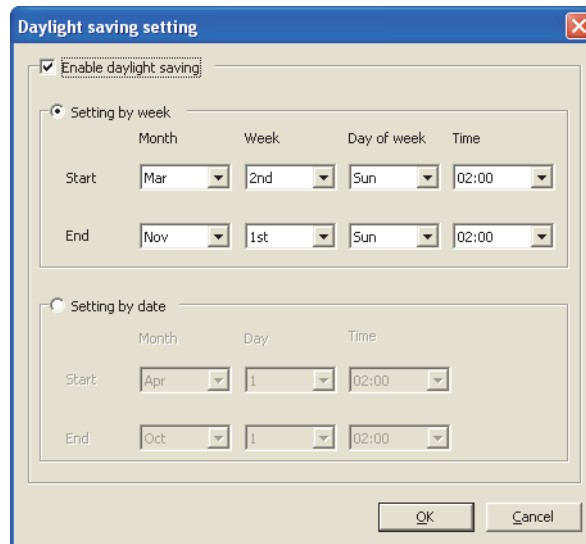 Daylight saving setting
Enable daylight saving
Setting by week
Month Week Day of week Time
Start Mar 2nd Sun 02:00
End Nov 1st Sun 02:00
Setting by date
Month Day Time
Start Apr 1 02:00
End Oct 1 02:00
OK Cancel